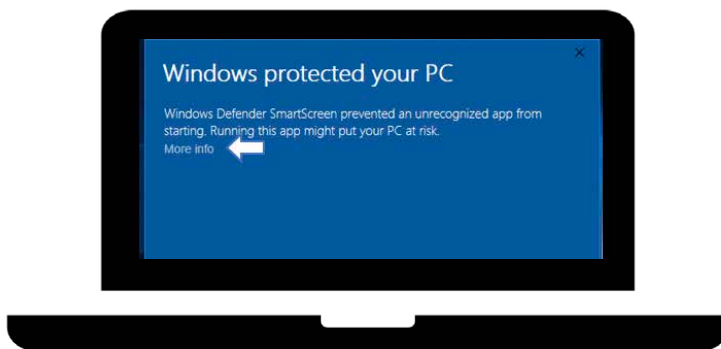 Windows protected your PC
Windows Defender SmartScreen prevented an unrecognized app from
starting. Running this app might put your PC at risk.
More info